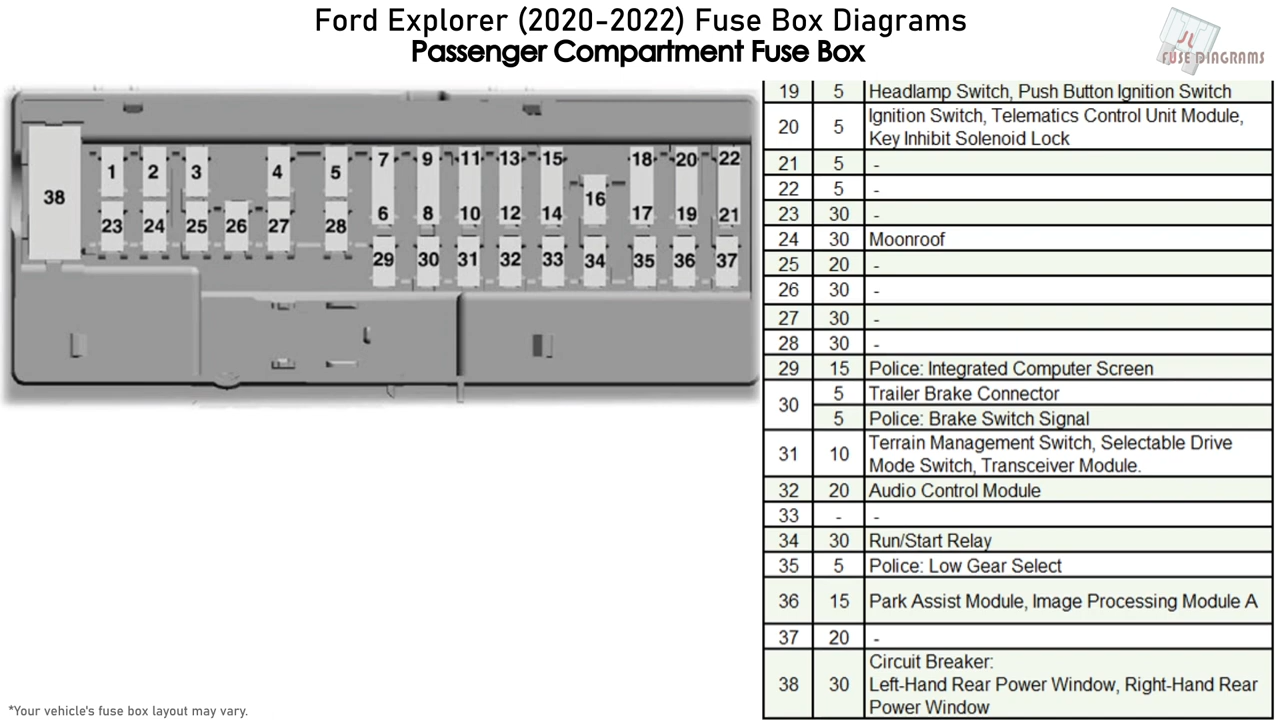 Ford Explorer (2020-2022) Fuse Box Diagrams
Passenger Compartment Fuse Box
JL
FUSE DIAGRAMS
38
1 2 3 4 5 7 9 11 13 15 18 20 22
16
23 24 25 26 27 28 6 8 10 12 14 17 19 21
29 30 31 32 33 34 35 36 37
19 5 Headlamp Switch, Push Button Ignition Switch
20 5 Ignition Switch, Telematics Control Unit Module,
Key Inhibit Solenoid Lock
21 5 -
22 5 -
23 30 -
24 30 Moonroof
25 20 -
26 30 -
27 30 -
28 30 -
29 15 Police: Integrated Computer Screen
30 5 Trailer Brake Connector
5 Police: Brake Switch Signal
31 10 Terrain Management Switch, Selectable Drive
Mode Switch, Transceiver Module.
32 20 Audio Control Module
33 - -
34 30 Run/Start Relay
35 5 Police: Low Gear Select
36 15 Park Assist Module, Image Processing Module A
37 20 -
38 30 Circuit Breaker:
Left-Hand Rear Power Window, Right-Hand Rear
Power Window
*Your vehicle's fuse box layout may vary.